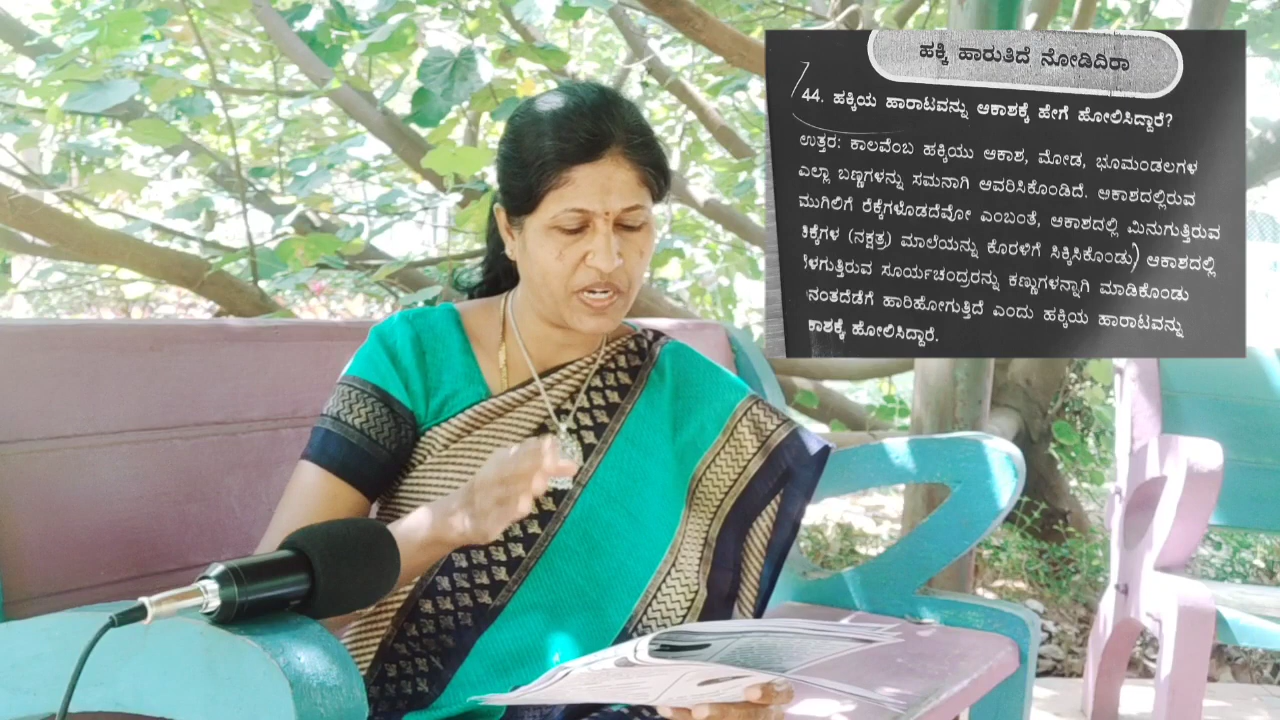 ಹಕ್ಕಿ ಹಾರುತಿದೆ ನೋಡಿದಿರಾ
44. ಹಕ್ಕಿಯ ಹಾರಾಟವನ್ನು ಆಕಾಶಕ್ಕೆ ಹೇಗೆ ಹೋಲಿಸಿದ್ದಾರೆ?
ಉತ್ತರ: ಕಾಲವೆಂಬ ಹಕ್ಕಿಯು ಆಕಾಶ, ಮೋಡ, ಭೂಮಂಡಲಗಳ
ಎಲ್ಲಾ ಬಣ್ಣಗಳನ್ನು ಸಮನಾಗಿ ಆವರಿಸಿಕೊಂಡಿದೆ. ಆಕಾಶದಲ್ಲಿರುವ
ಮುಗಿಲಿಗೆ ರೆಕ್ಕೆಗಳೊಡದೆವೋ ಎಂಬಂತೆ, ಆಕಾಶದಲ್ಲಿ ಮಿನುಗುತ್ತಿರುವ
ಕ್ಕೆಗಳ (ನಕ್ಷತ್ರ) ಮಾಲೆಯನ್ನು ಕೊರಳಿಗೆ ಸಿಕ್ಕಿಸಿಕೊಂಡು) ಆಕಾಶದಲ್ಲಿ
ಳಗುತ್ತಿರುವ ಸೂರ್ಯಚಂದ್ರರನ್ನು ಕಣ್ಣುಗಳನ್ನಾಗಿ ಮಾಡಿಕೊಂಡು
ನಂತದೆಡೆಗೆ ಹಾರಿಹೋಗುತ್ತಿದೆ ಎಂದು ಹಕ್ಕಿಯ ಹಾರಾಟವನ್ನು
ಕಾಶಕ್ಕೆ ಹೋಲಿಸಿದ್ದಾರೆ.